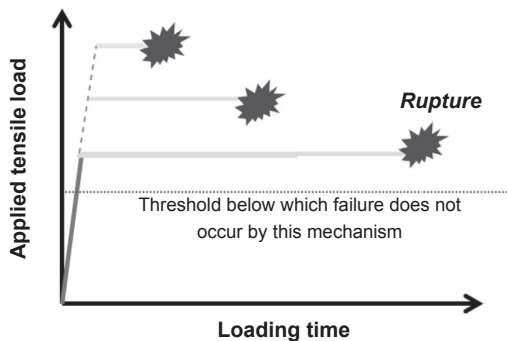 Applied tensile load
Rupture
Threshold below which failure does not
occur by this mechanism
Loading time